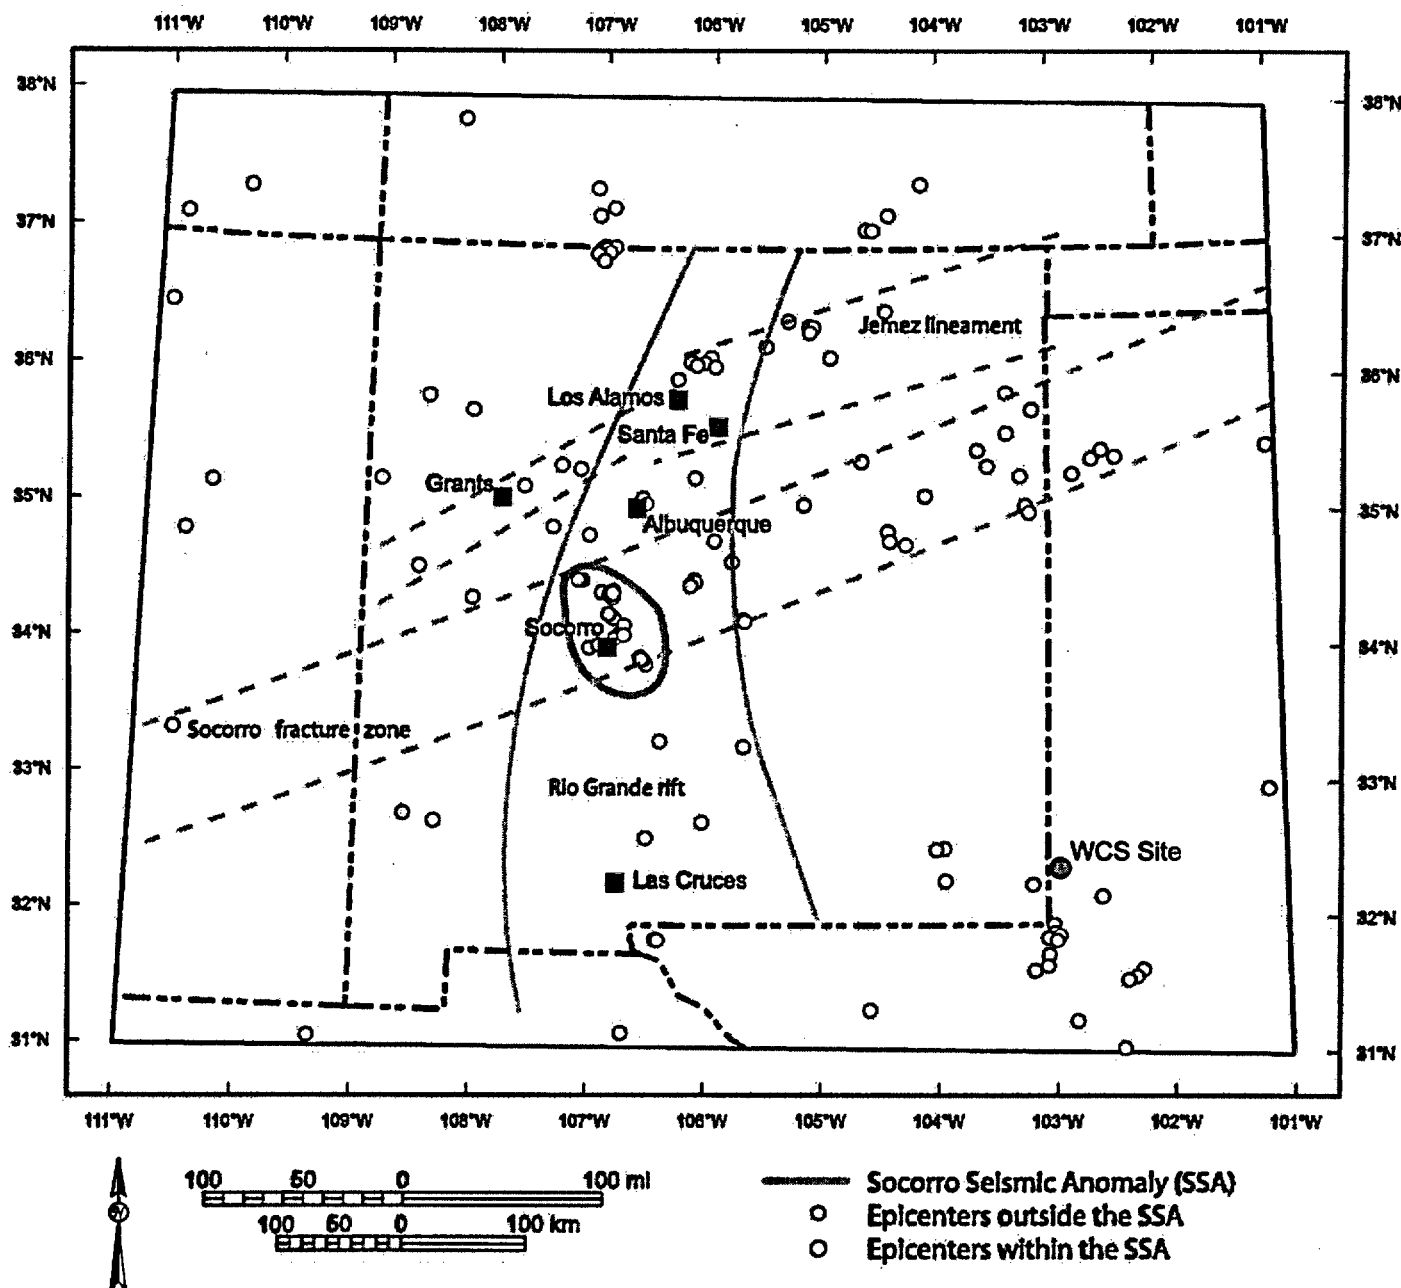 111°W 110°W 109°W 108°W 107°W 106°W 105°W 104°W 103°W 102°W 101°W
38°N 38°N
37°N 37°N
Jemez lineament
36°N 36°N
Los Alamos
Santa Fe
Grants
35°N 35°N
Albuquerque
Socorro
34°N 34°N
Socorro fracture zone
33°N 33°N
Rio Grande rift
WCS Site
Las Cruces
32°N 32°N
31°N 31°N
111°W 110°W 109°W 108°W 107°W 106°W 105°W 104°W 103°W 102°W 101°W
100 50 0 100 mi
100 50 0 100 km
Socorro Seismic Anomaly (SSA)
Epicenters outside the SSA
Epicenters within the SSA